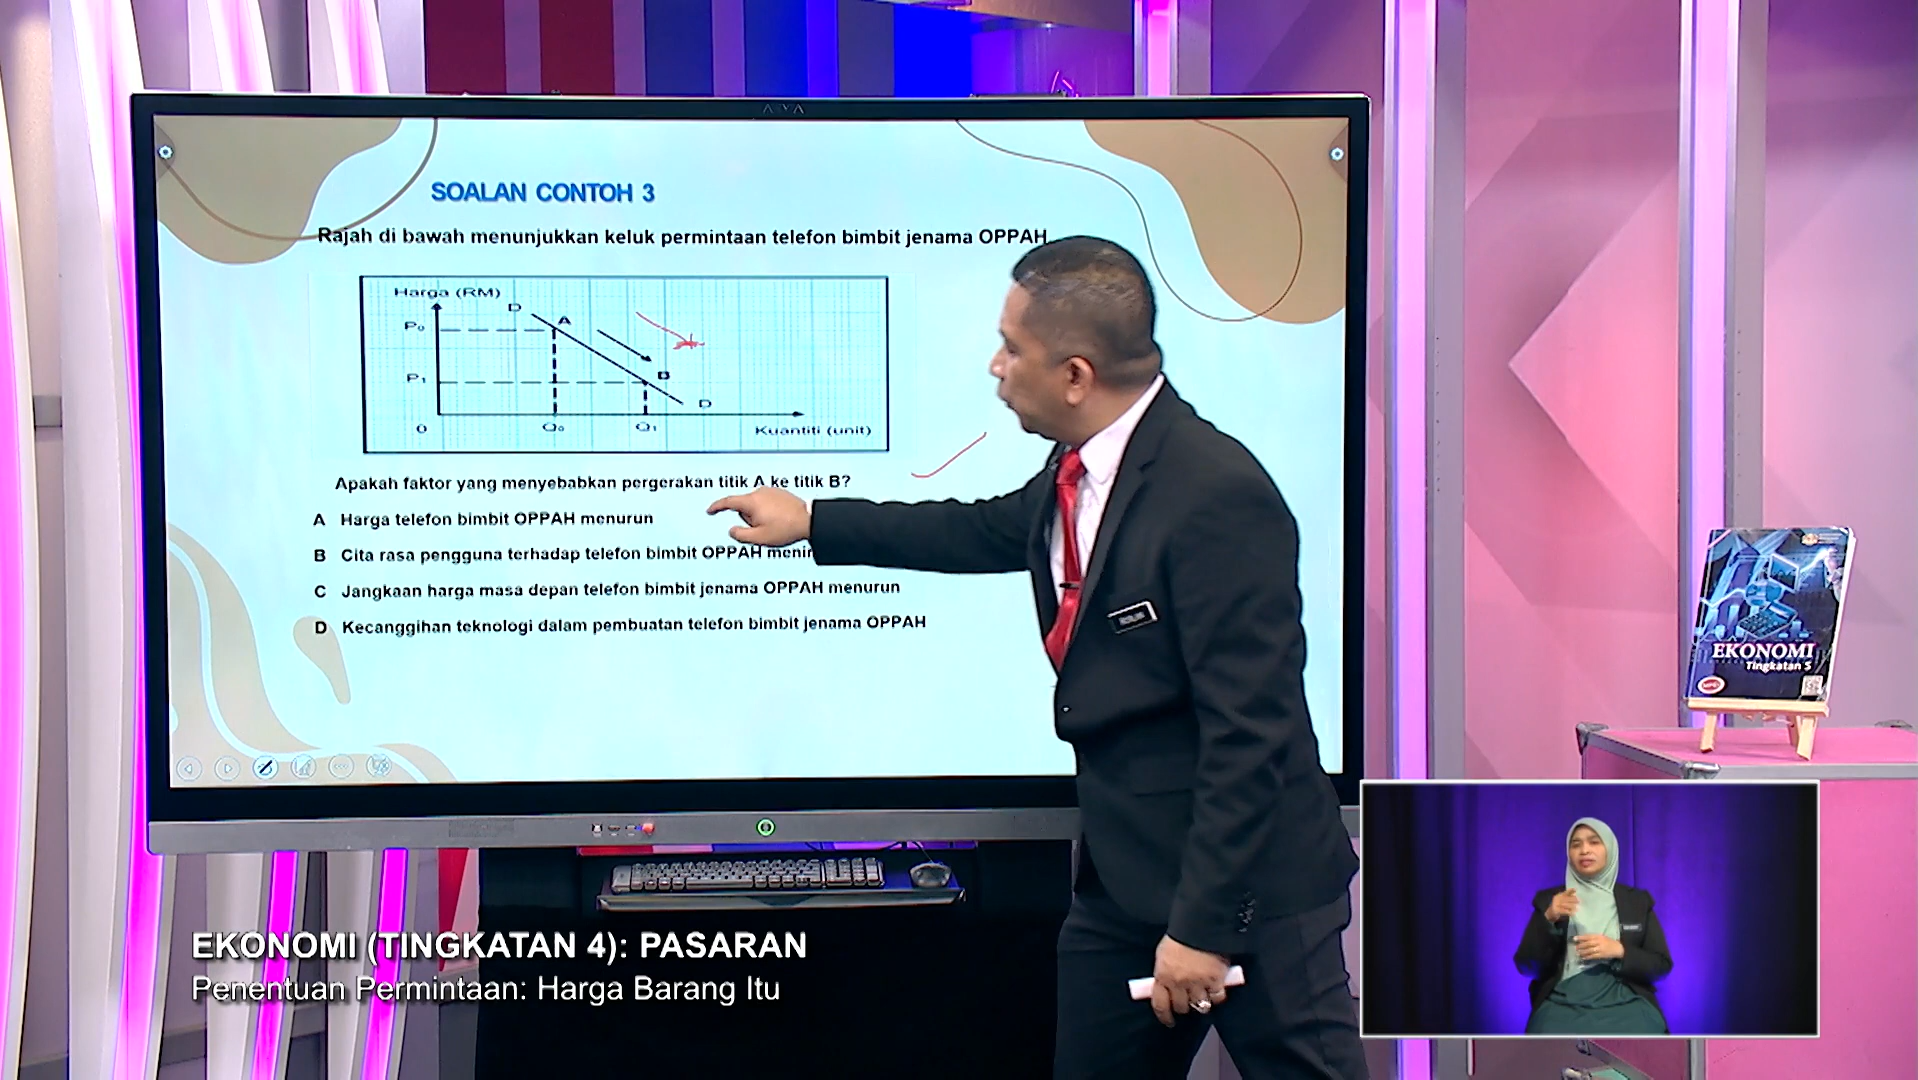 SOALAN CONTOH 3
Rajah di bawah menunjukkan keluk permintaan telefon bimbit jenama OPPAH
Harga (RM)
D
A
P₀
P₁
B
D
0
Q₀
Q₁
Kuantiti (unit)
Apakah faktor yang menyebabkan pergerakan titik A ke titik B?
A Harga telefon bimbit OPPAH menurun
B Cita rasa pengguna terhadap telefon bimbit OPPAH
C Jangkaan harga masa depan telefon bimbit jenama OPPAH menurun
D Kecanggihan teknologi dalam pembuatan telefon bimbit jenama OPPAH
EKONOMI
Tingkatan 5
EKONOMI (TINGKATAN 4): PASARAN
Penentuan Permintaan: Harga Barang Itu